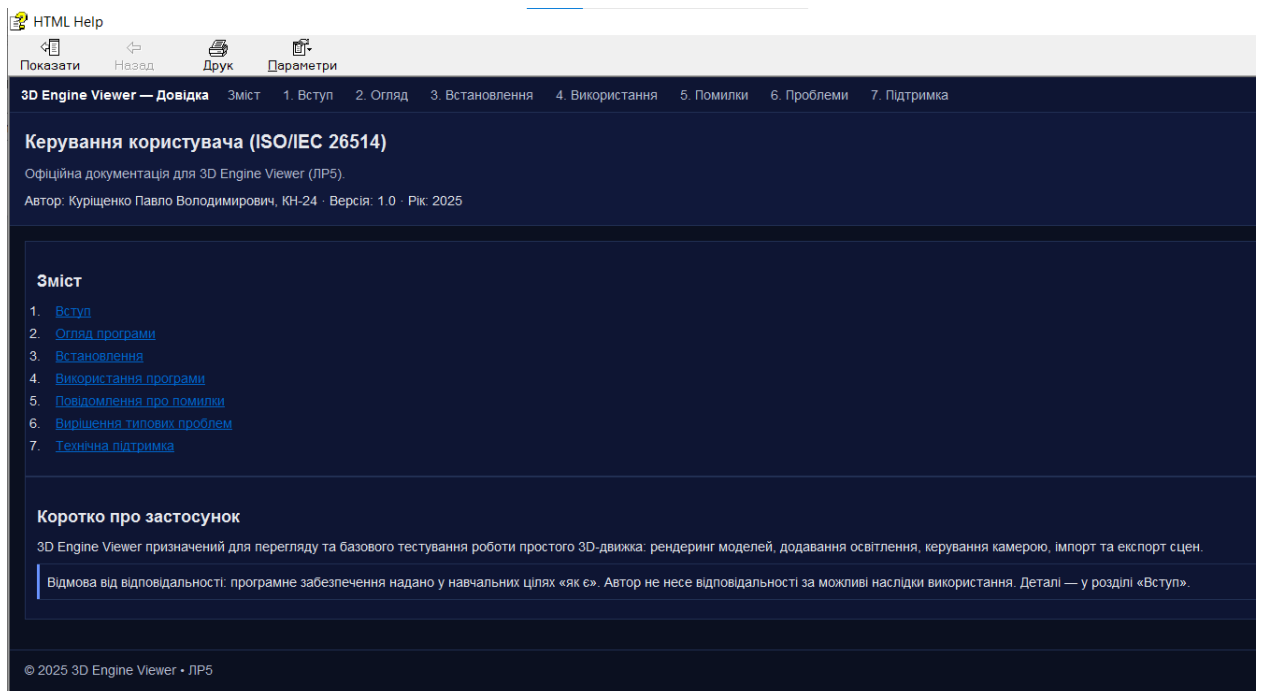 HTML Help
Показати Назад Друк Параметри
3D Engine Viewer — Довідка Зміст 1. Вступ 2. Огляд 3. Встановлення 4. Використання 5. Помилки 6. Проблеми 7. Підтримка
Керування користувача (ISO/IEC 26514)
Офіційна документація для 3D Engine Viewer (ЛР5).
Автор: Куріщенко Павло Володимирович, КН-24 · Версія: 1.0 · Рік: 2025
Зміст
1. Вступ
2. Огляд програми
3. Встановлення
4. Використання програми
5. Повідомлення про помилки
6. Вирішення типових проблем
7. Технічна підтримка
Коротко про застосунок
3D Engine Viewer призначений для перегляду та базового тестування роботи простого 3D-движка: рендеринг моделей, додавання освітлення, керування камерою, імпорт та експорт сцен.
Відмова від відповідальності: програмне забезпечення надано у навчальних цілях «як є». Автор не несе відповідальності за можливі наслідки використання. Деталі — у розділі «Вступ».
© 2025 3D Engine Viewer • ЛР5